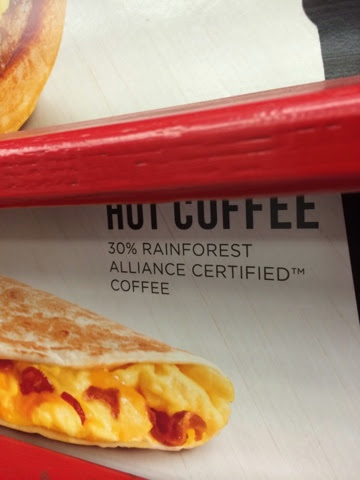 HOT COFFEE
30% RAINFOREST
ALLIANCE CERTIFIED™
COFFEE